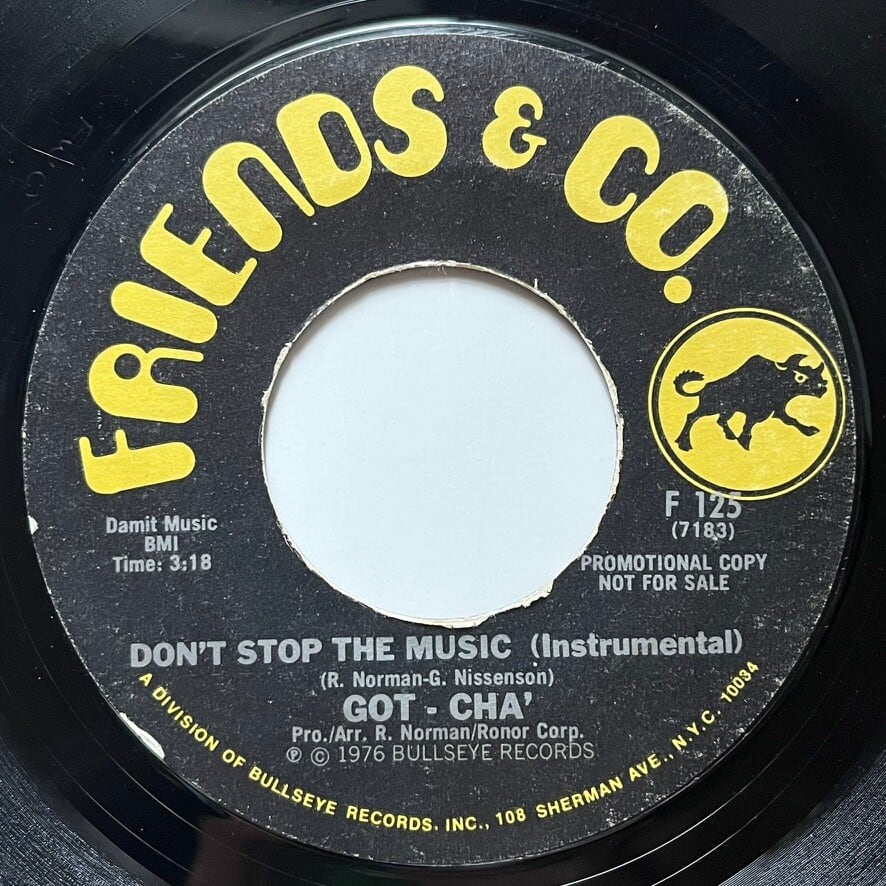 FRIENDS & CO.
F 125
(7183)
Damit Music
BMI
Time: 3:18
PROMOTIONAL COPY
NOT FOR SALE
DON'T STOP THE MUSIC (Instrumental)
(R. Norman-G. Nissenson)
GOT - CHA'
Pro./Arr. R. Norman/Ronor Corp.
℗ © 1976 BULLSEYE RECORDS
A DIVISION OF BULLSEYE RECORDS, INC., 108 SHERMAN AVE., N.Y.C. 10034